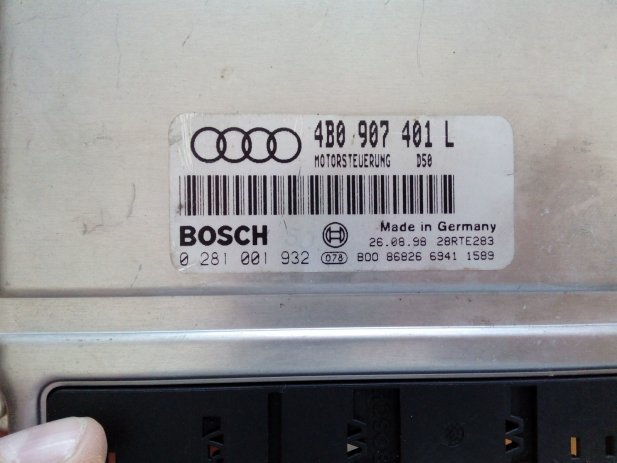 4B0 907 401 L
MOTORSTEUERUNG D50
BOSCH
Made in Germany
26.08.98 28RTE283
0 281 001 932 078 B00 86826 6941 1589
BOSCH